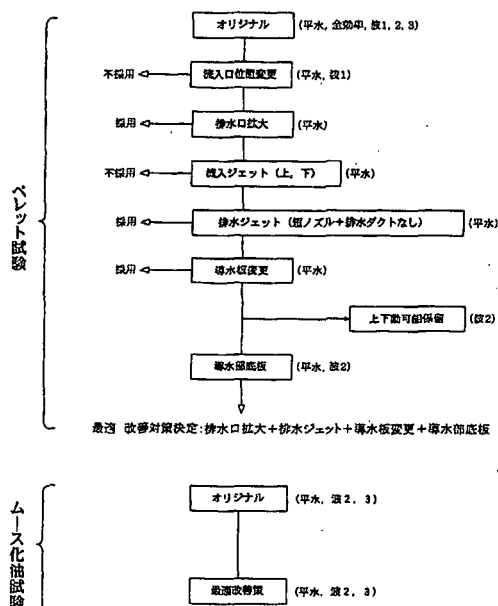 オリジナル (平水, 全効率, 波1, 2, 3)
不採用 流入口位置変更 (平水, 波1)
採用 排水口拡大 (平水)
不採用 流入ジェット (上, 下) (平水)
採用 排水ジェット (短ノズル+排水ダクトなし) (平水)
採用 導水板変更 (平水)
上下動可能係留 (波2)
導水部底板 (平水, 波2)
最適 改善対策決定:排水口拡大+排水ジェット+導水板変更+導水部底板
ペレット試験
オリジナル (平水, 波2, 3)
最適改善策 (平水, 波2, 3)
ムース化油試験